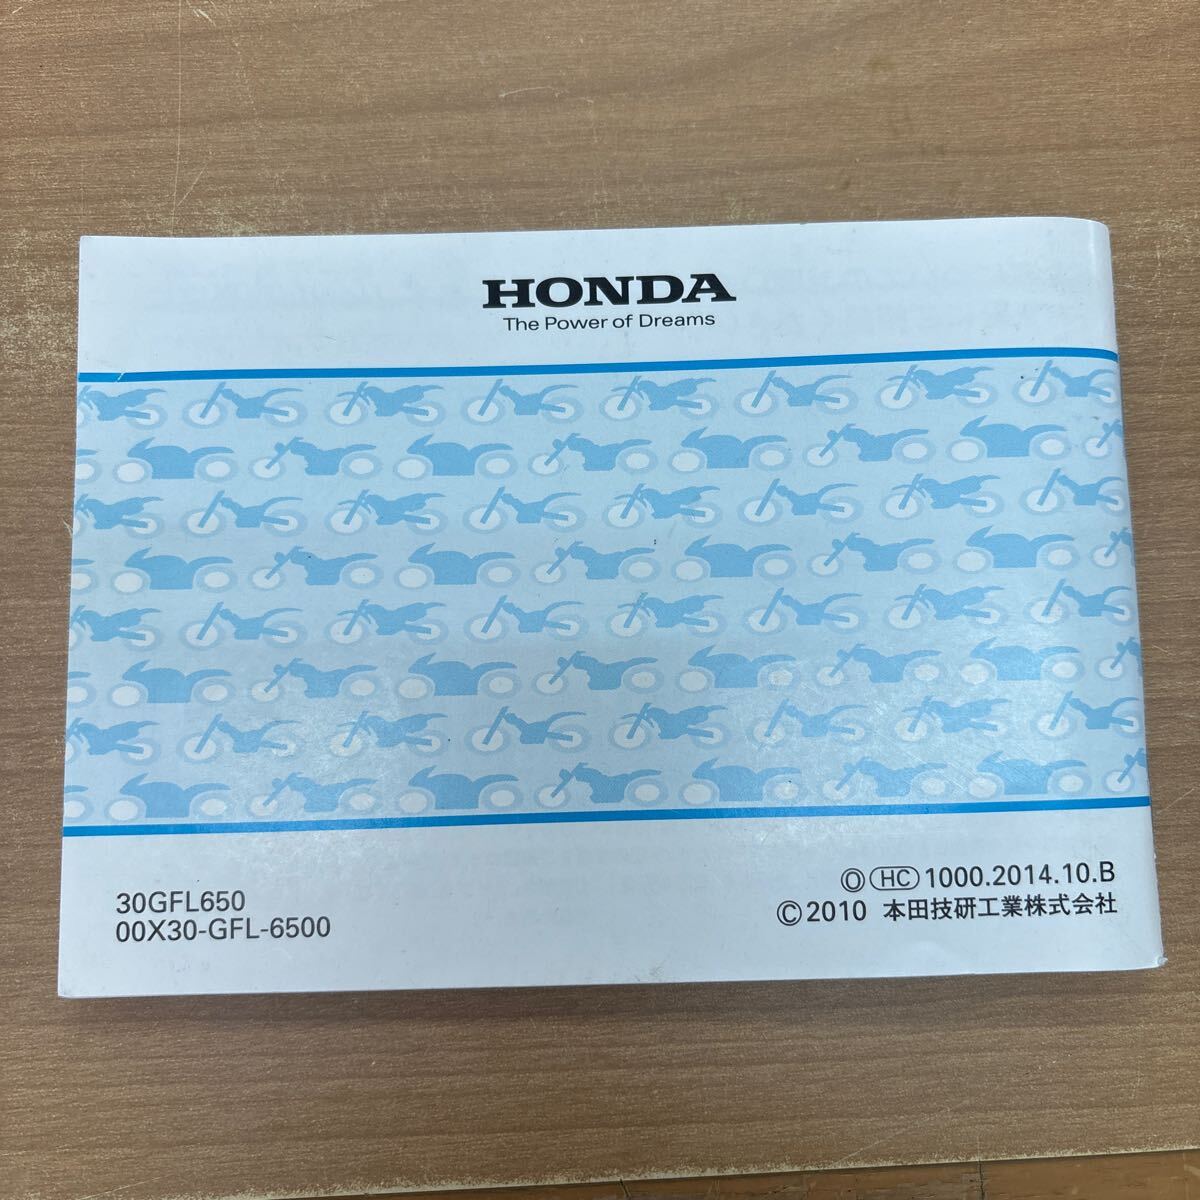 HONDA
The Power of Dreams
30GFL650
00X30-GFL-6500
Ⓞ HC 1000.2014.10.B
©2010 本田技研工業株式会社